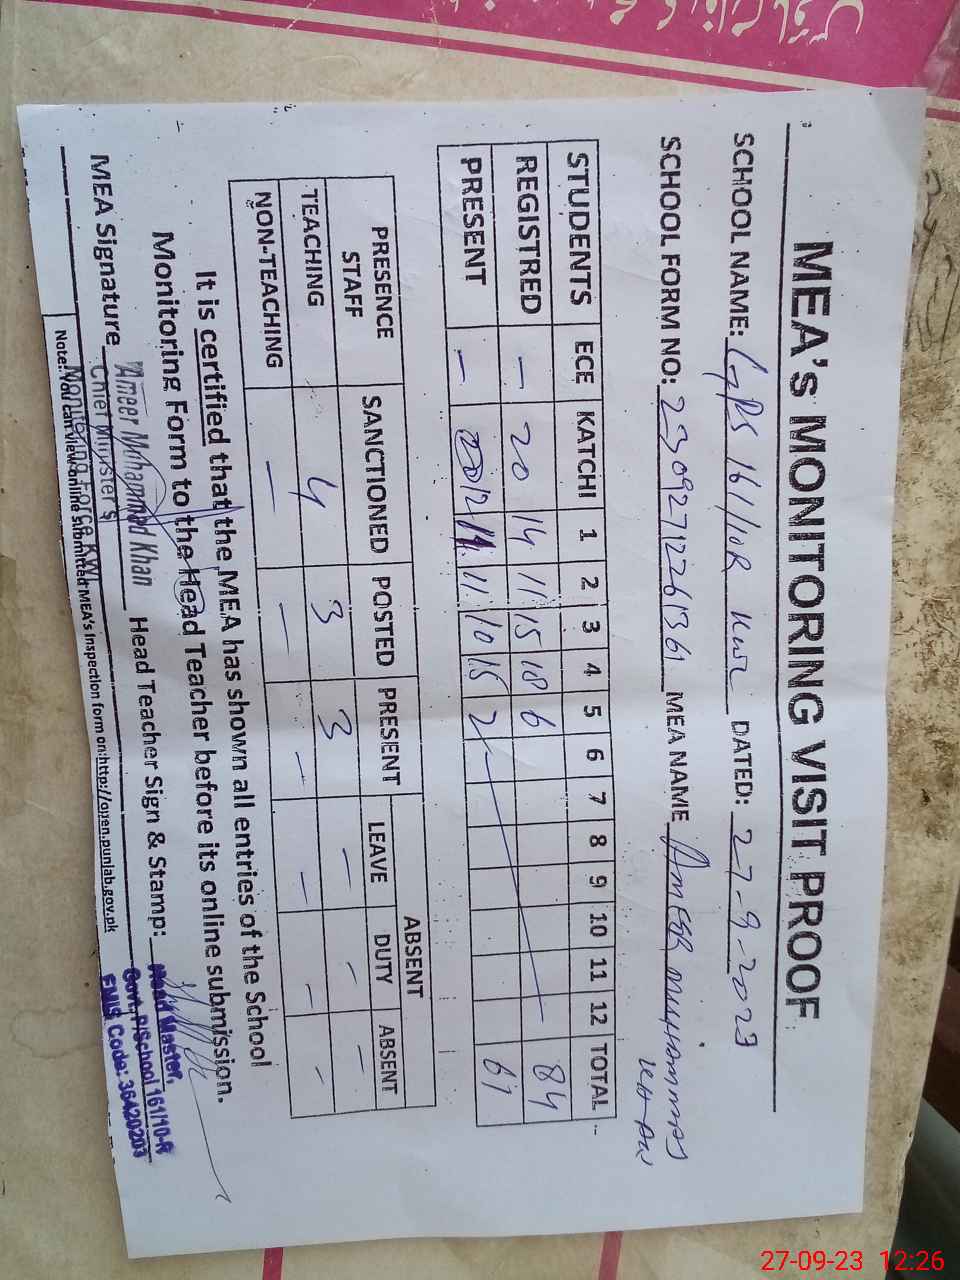 MEA's MONITORING VISIT PROOF
SCHOOL NAME: GPS 161/10R DATED: 27-9-2023
SCHOOL FORM NO: MEA NAME AMEER MUHAMMAD
KHAN
STUDENTS ECE KATCHI 1 2 3 4 5 6 7 8 9 10 11 12 TOTAL
REGISTRED - 20 14 11 15 18 6 84
PRESENT - 12 11 11 10 15 2 61
PRESENCE STAFF SANCTIONED POSTED PRESENT ABSENT
LEAVE DUTY ABSENT
TEACHING 4 3 3 - - -
NON-TEACHING - - - - - -
It is certified that the MEA has shown all entries of the School
Monitoring Form to the Head Teacher before its online submission.
MEA Signature Head Teacher Sign & Stamp:
Ameer Mohammad Khan
Chief Minister's
Monitoring Force KWL
Head Master,
Govt. P/School 161/10-R
EMIS Code: 36420203
Note: You can view online submitted MEA's Inspection form on:http://open.punjab.gov.pk
27-09-23 12:26